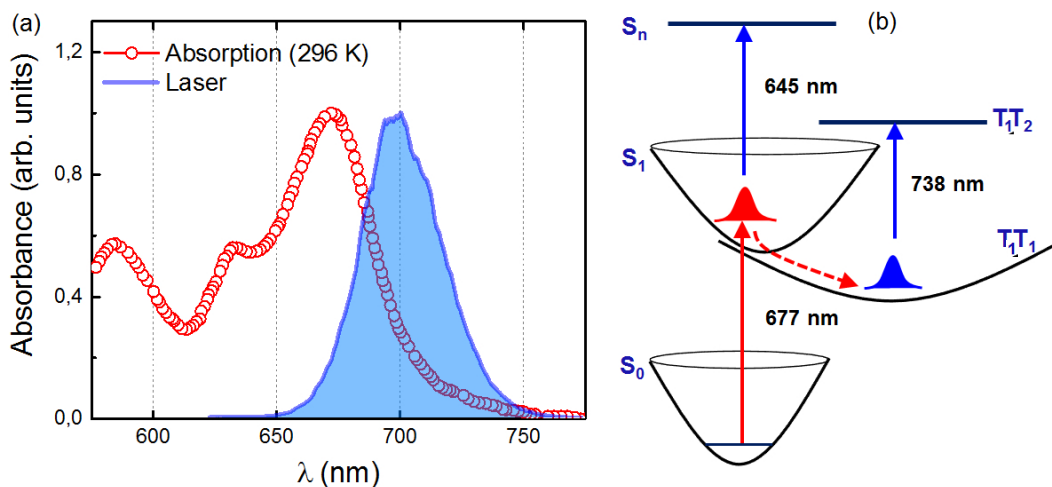 (a)
Absorption (296 K)
Laser
Absorbance (arb. units)
1,2
0,8
0,4
0,0
600
650
700
750
λ (nm)
(b)
Sn
645 nm
T1T2
S1
738 nm
T1T1
677 nm
S0